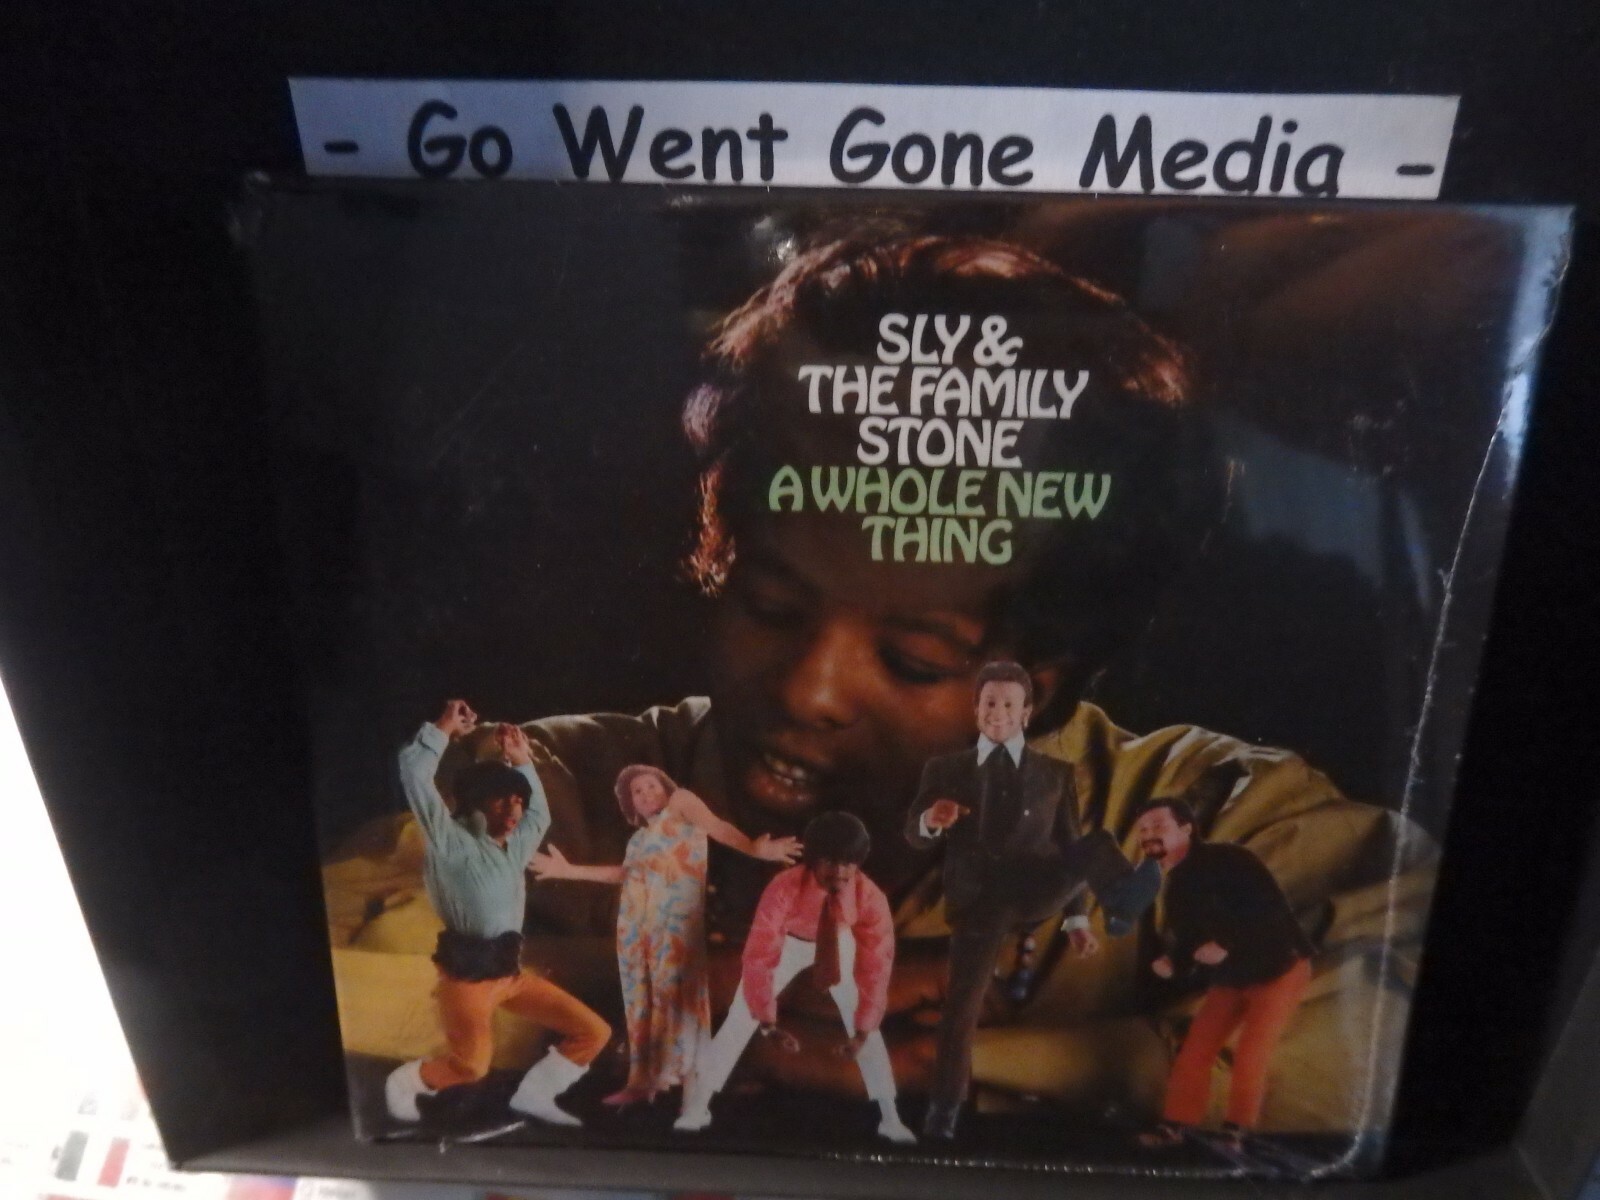 - Go Went Gone Media -
SLY &
THE FAMILY
STONE
A WHOLE NEW
THING